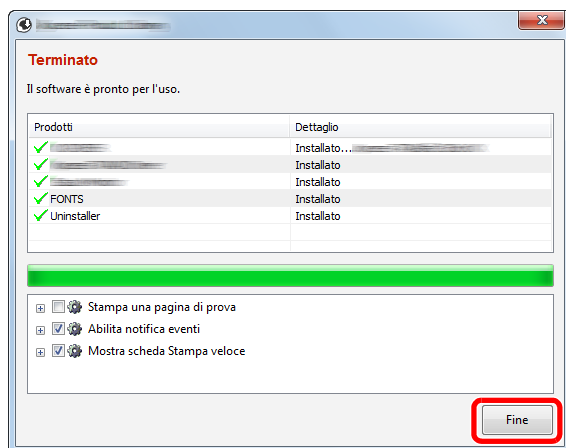 Terminato
Il software è pronto per l'uso.
Prodotti Dettaglio
Installato...
Installato
Installato
FONTS Installato
Uninstaller Installato
Stampa una pagina di prova
Abilita notifica eventi
Mostra scheda Stampa veloce
Fine